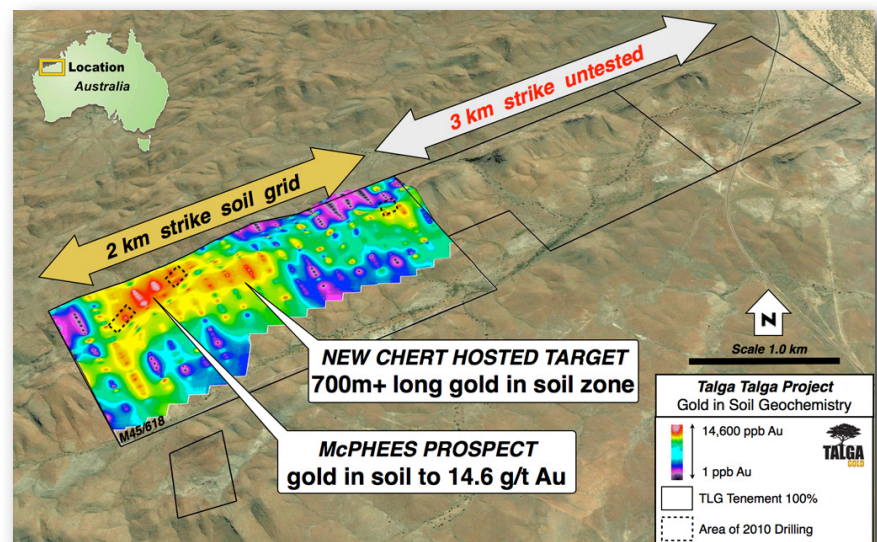 Location
Australia
3 km strike untested
2 km strike soil grid
N
Scale 1.0 km
NEW CHERT HOSTED TARGET
700m+ long gold in soil zone
McPHEES PROSPECT
gold in soil to 14.6 g/t Au
M45/618
Talga Talga Project
Gold in Soil Geochemistry
14,600 ppb Au
1 ppb Au
TALGA
GOLD
TLG Tenement 100%
Area of 2010 Drilling